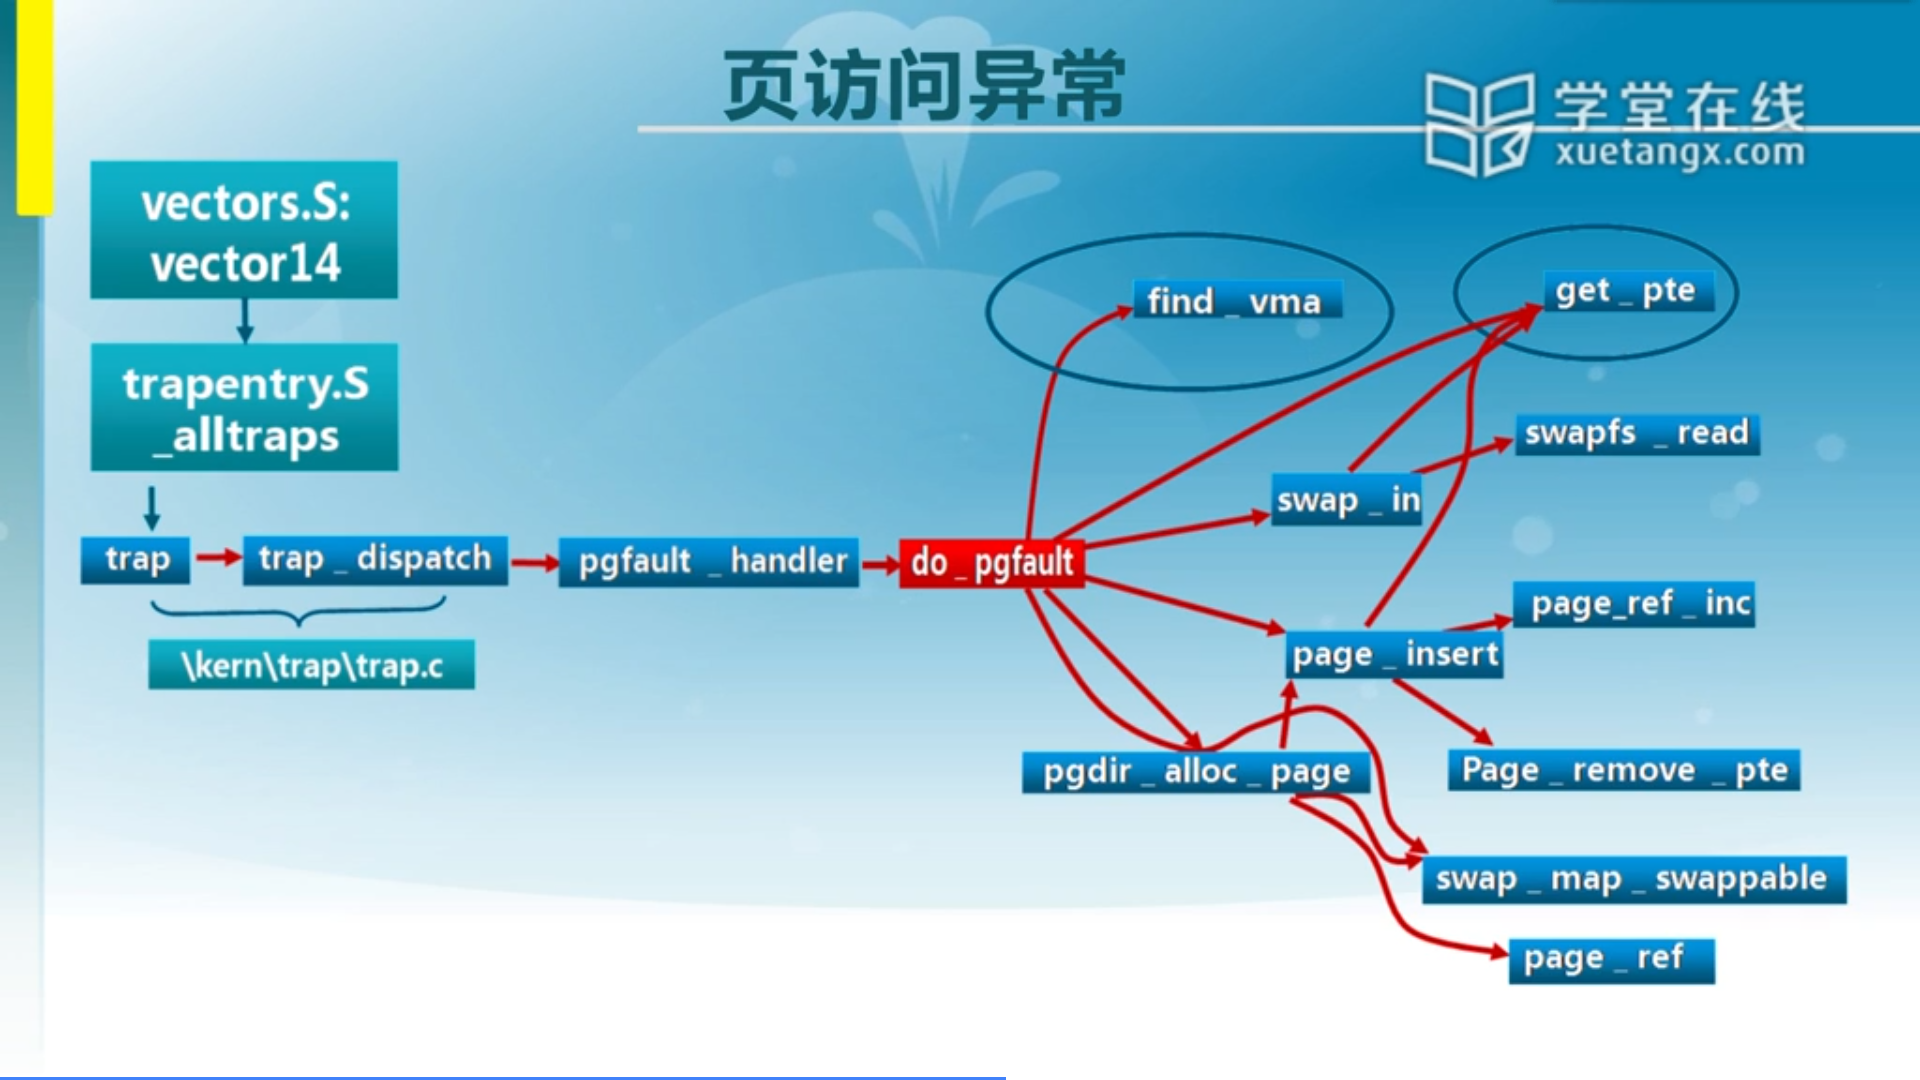 页访问异常
学堂在线
xuetangx.com
vectors.S:
vector14
trapentry.S
_alltraps
trap
trap _ dispatch
pgfault _ handler
do _ pgfault
\kern\trap\trap.c
find _ vma
get _ pte
swapfs _ read
swap _ in
page_ref _ inc
page _ insert
pgdir _ alloc _ page
Page _ remove _ pte
swap _ map _ swappable
page _ ref